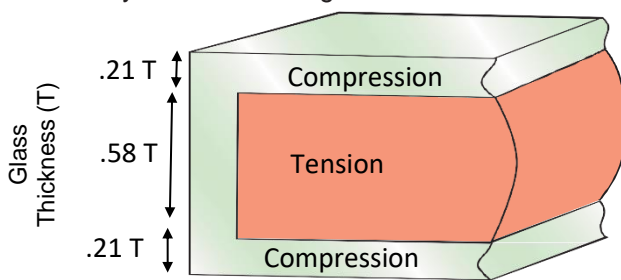 .21 T
Compression
Glass
Thickness (T)
.58 T
Tension
.21 T
Compression